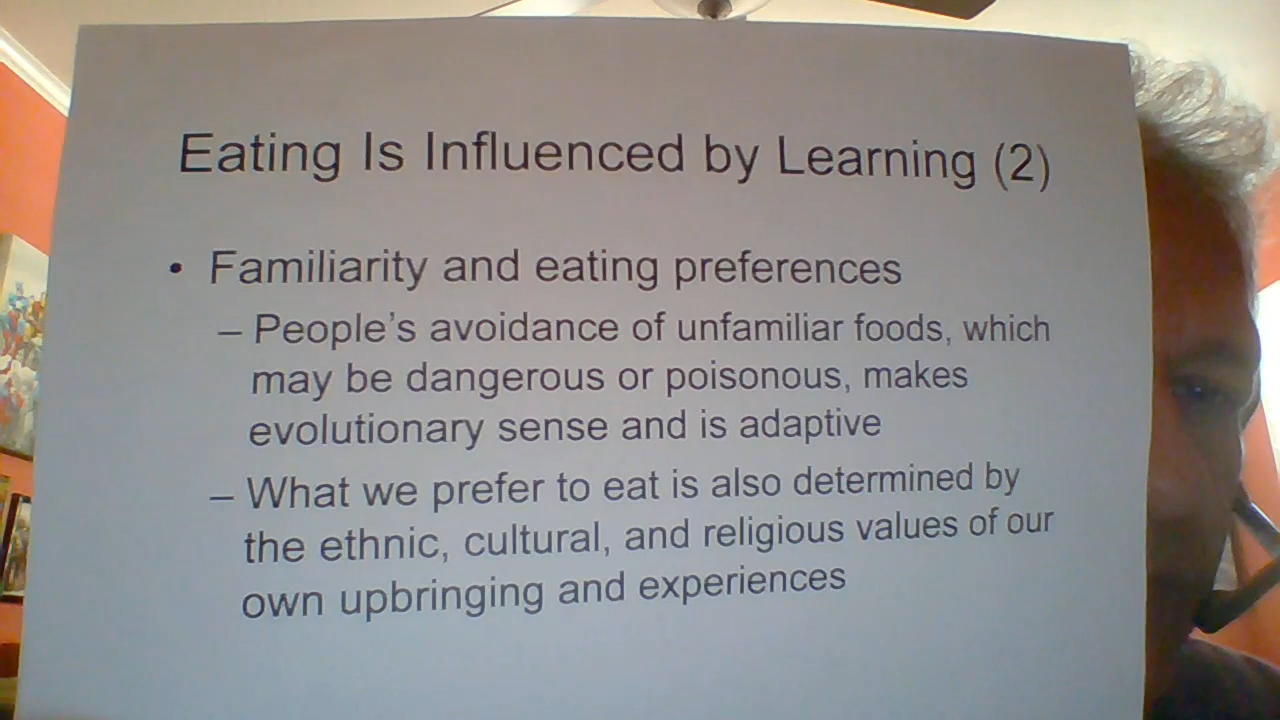 Eating Is Influenced by Learning (2)
• Familiarity and eating preferences
– People's avoidance of unfamiliar foods, which
may be dangerous or poisonous, makes
evolutionary sense and is adaptive
– What we prefer to eat is also determined by
the ethnic, cultural, and religious values of our
own upbringing and experiences